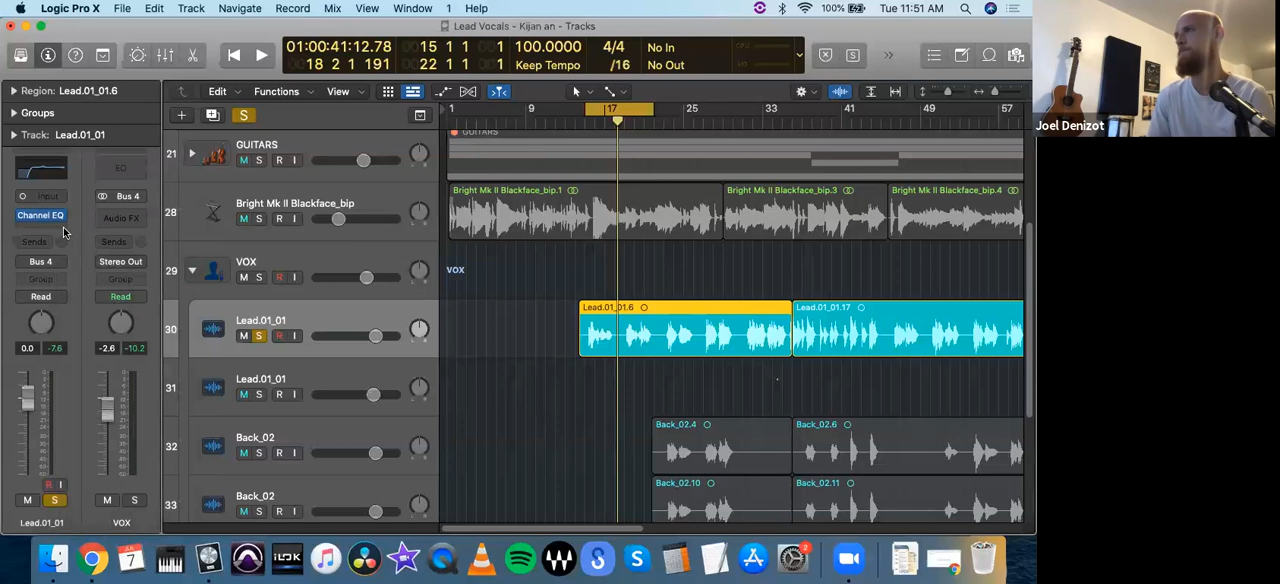 Logic Pro X File Edit Track Navigate Record Mix View Window 1 Help 100% Tue 11:51 AM
Lead Vocals - Kijan an - Tracks
01:00:41:12.78 15 1 1 1 100.0000 4/4 No In
18 2 1 191 22 1 1 1 Keep Tempo /16 No Out
CPU
Region: Lead.01_01.6
Edit Functions View
Groups
Track: Lead.01_01
S
1 9 17 25 33 41 49 57
GUITARS
21 GUITARS
M S R I
L R
EQ
Input Bus 4
Channel EQ Audio FX
Sends Sends
Bus 4 Stereo Out
Group Group
Read Read
0.0 -7.6 -2.6 -10.2
R I
M S M S
Lead.01_01 VOX
28 Bright Mk II Blackface_bip
M S R I
Bright Mk II Blackface_bip.1 Bright Mk II Blackface_bip.3 Bright Mk II Blackface_bip.4
29 VOX
M S R I
VOX
30 Lead.01_01
M S R I
Lead.01_01.6 Lead.01_01.17
31 Lead.01_01
M S R I
32 Back_02
M S R I
Back_02.4 Back_02.6
33 Back_02
M S R I
Back_02.10 Back_02.11
Joel Denizot
7
iLOK
2